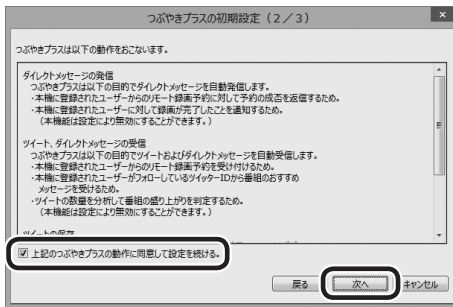 つぶやきプラスの初期設定（2／3）
つぶやきプラスは以下の動作をおこないます。
ダイレクトメッセージの発信
つぶやきプラスは以下の目的でダイレクトメッセージを自動発信します。
・本機に登録されたユーザーからのリモート録画予約に対して予約の成否を返信するため。
・本機に登録されたユーザーに対して録画が完了したことを通知するため。
（本機能は設定により無効にすることができます。）
ツイート、ダイレクトメッセージの受信
つぶやきプラスは以下の目的でツイートおよびダイレクトメッセージを自動受信します。
・本機に登録されたユーザーからのリモート録画予約を受け付けるため。
・本機に登録されたユーザーがフォローしているツイッターIDから番組のおすすめ
メッセージを受けるため。
・ツイートの数量を分析して番組の盛り上がりを判定するため。
（本機能は設定により無効にすることができます。）
ツイートの保存
上記のつぶやきプラスの動作に同意して設定を続ける。
戻る
次へ
キャンセル